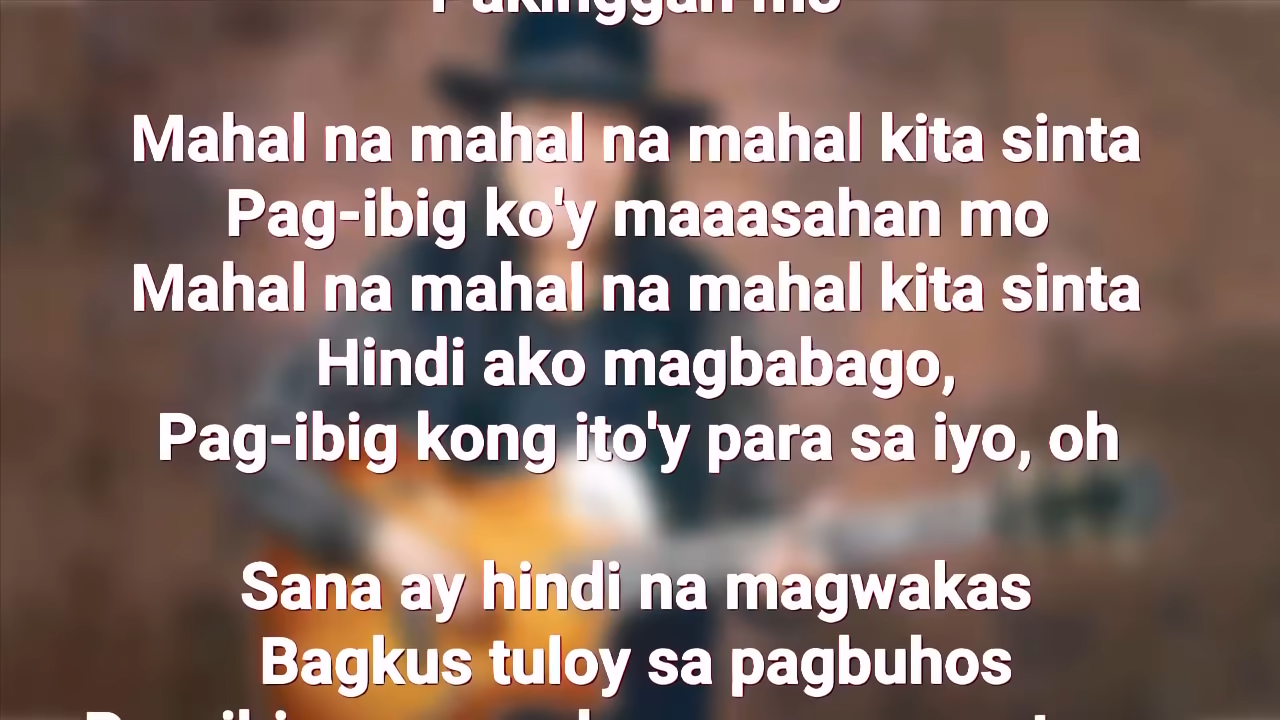 Pakinggan mo
Mahal na mahal na mahal kita sinta
Pag-ibig ko'y maaasahan mo
Mahal na mahal na mahal kita sinta
Hindi ako magbabago,
Pag-ibig kong ito'y para sa iyo, oh
Sana ay hindi na magwakas
Bagkus tuloy sa pagbuhos